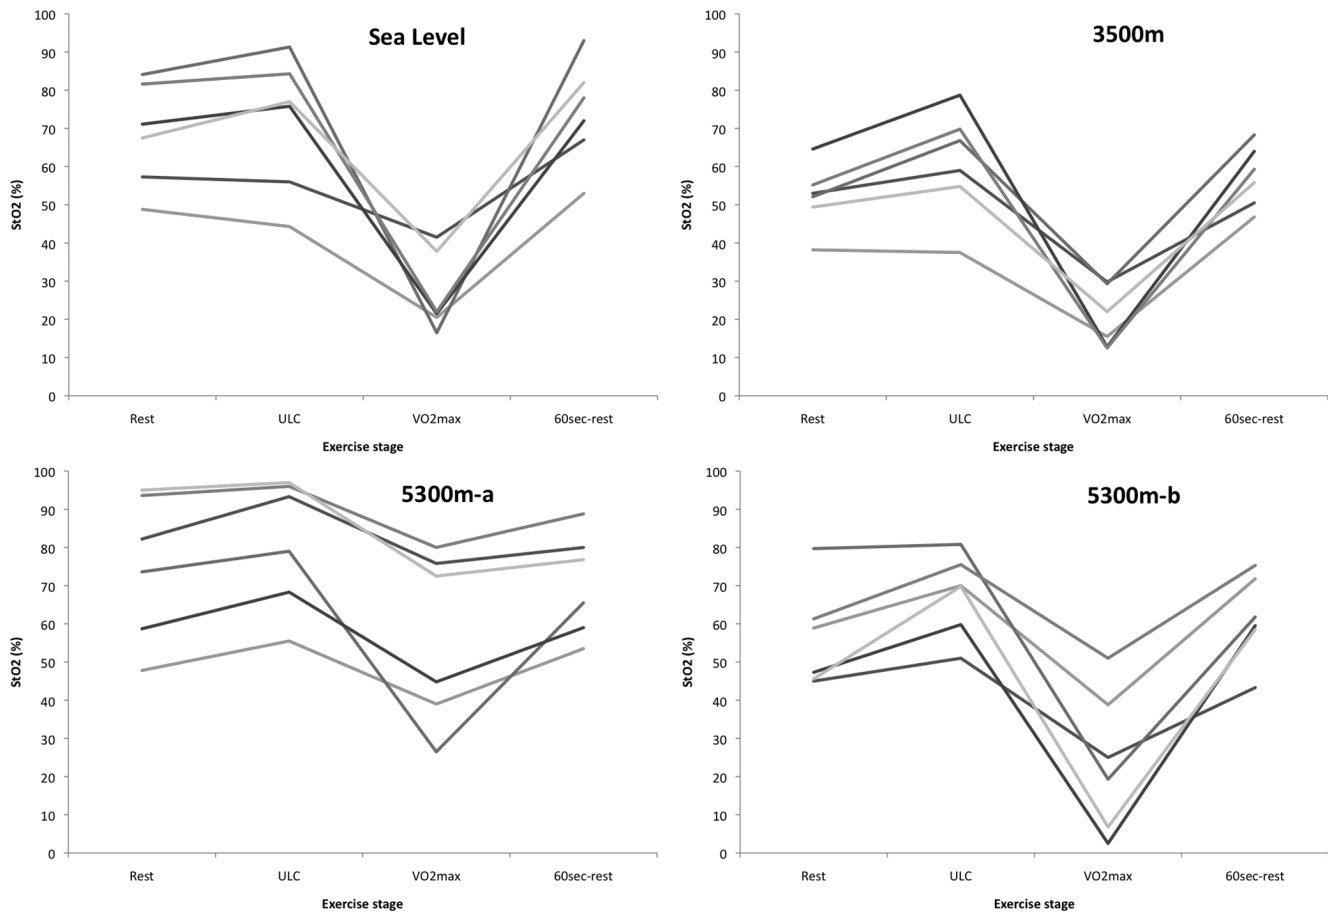 Sea Level
100
90
80
70
60
50
40
30
20
10
0
StO2 (%)
Rest ULC VO2max 60sec-rest
Exercise stage
3500m
100
90
80
70
60
50
40
30
20
10
0
StO2 (%)
Rest ULC VO2max 60sec-rest
Exercise stage
5300m-a
100
90
80
70
60
50
40
30
20
10
0
StO2 (%)
Rest ULC VO2max 60sec-rest
Exercise stage
5300m-b
100
90
80
70
60
50
40
30
20
10
0
StO2 (%)
Rest ULC VO2max 60sec-rest
Exercise stage